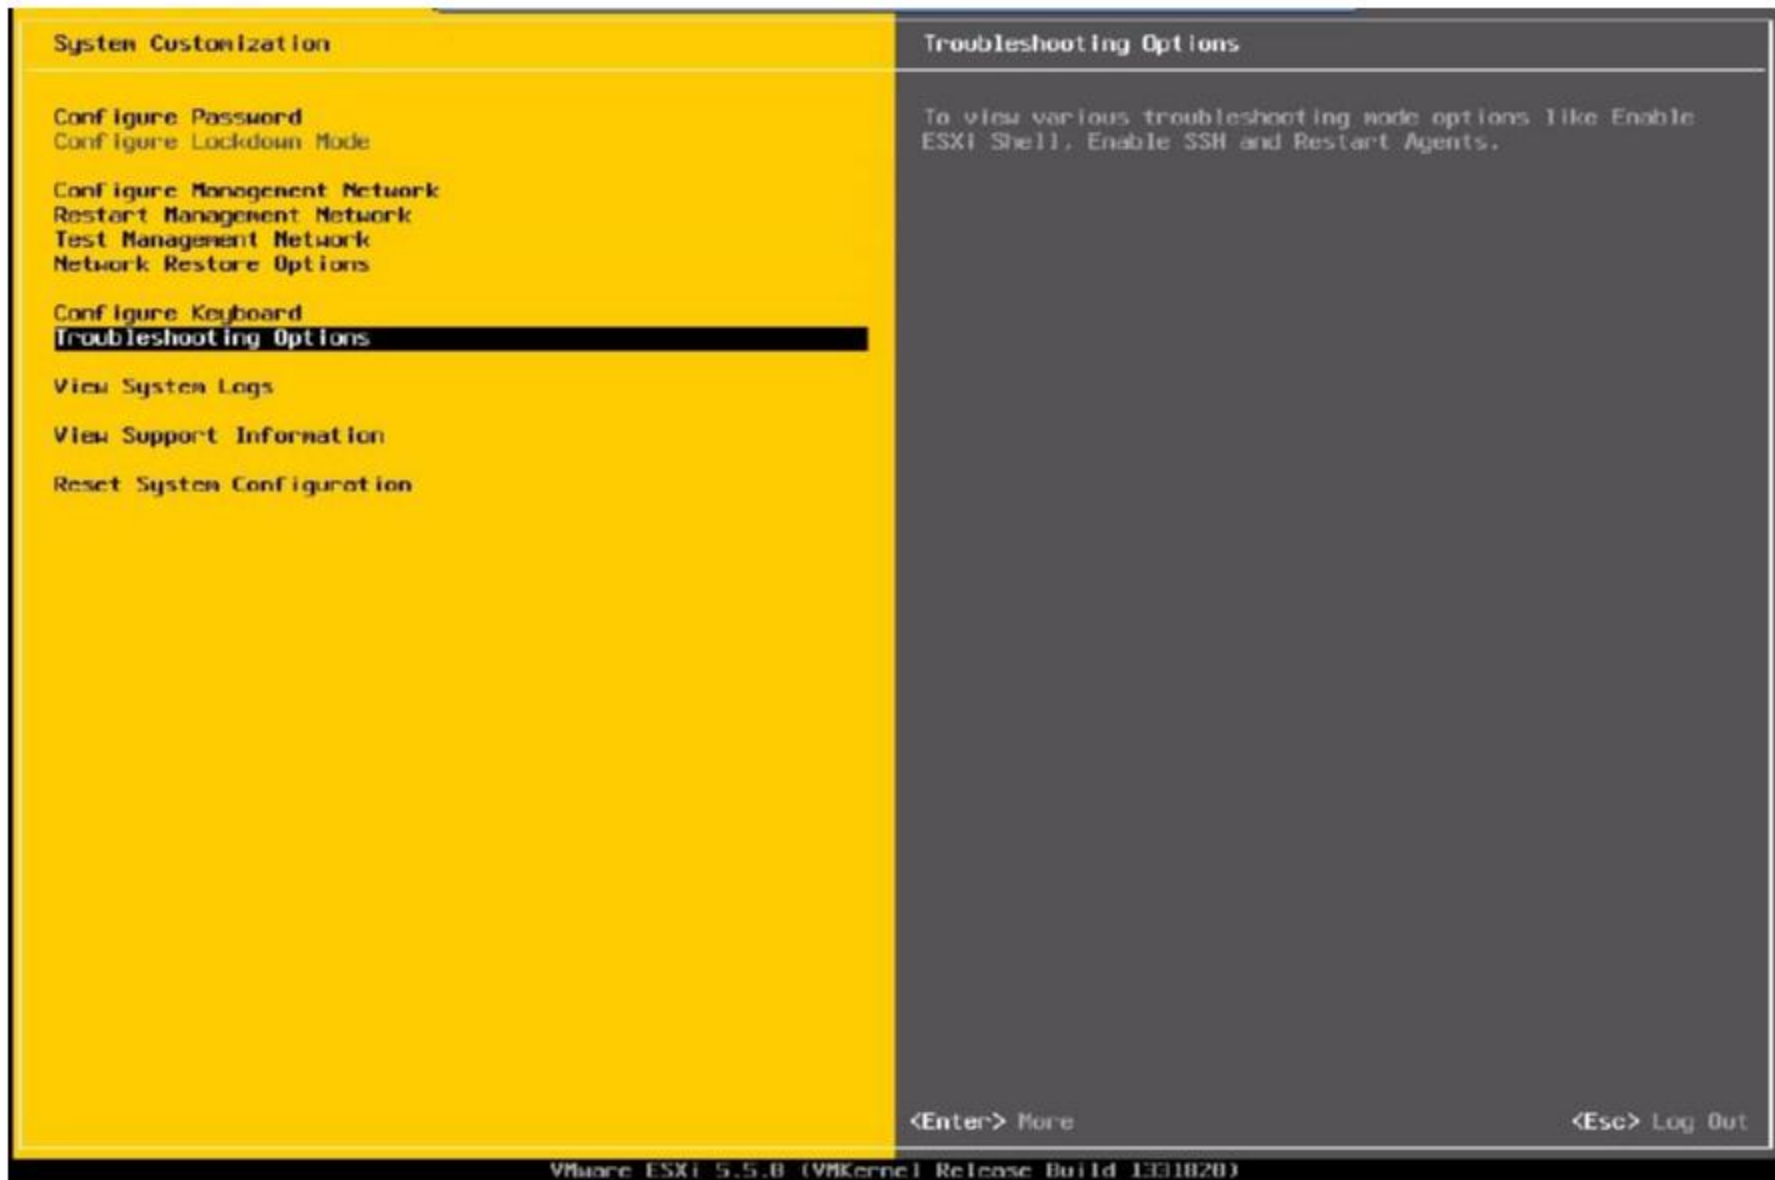 System Customization
Configure Password
Configure Lockdown Mode
Configure Management Network
Restart Management Network
Test Management Network
Network Restore Options
Configure Keyboard
Troubleshooting Options
View System Logs
View Support Information
Reset System Configuration
Troubleshooting Options
To view various troubleshooting mode options like Enable
ESXi Shell, Enable SSH and Restart Agents.
<Enter> More
<Esc> Log Out
VMware ESXi 5.5.0 (VMKernel Release Build 1331820)